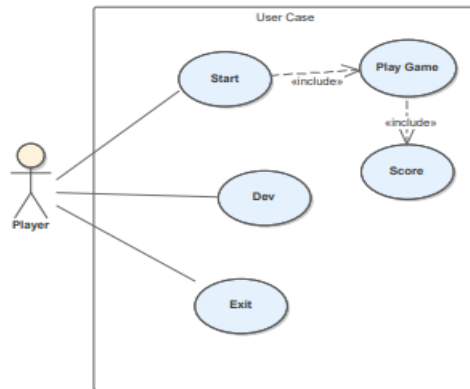 User Case
Start
«include»
Play Game
«include»
Score
Dev
Player
Exit